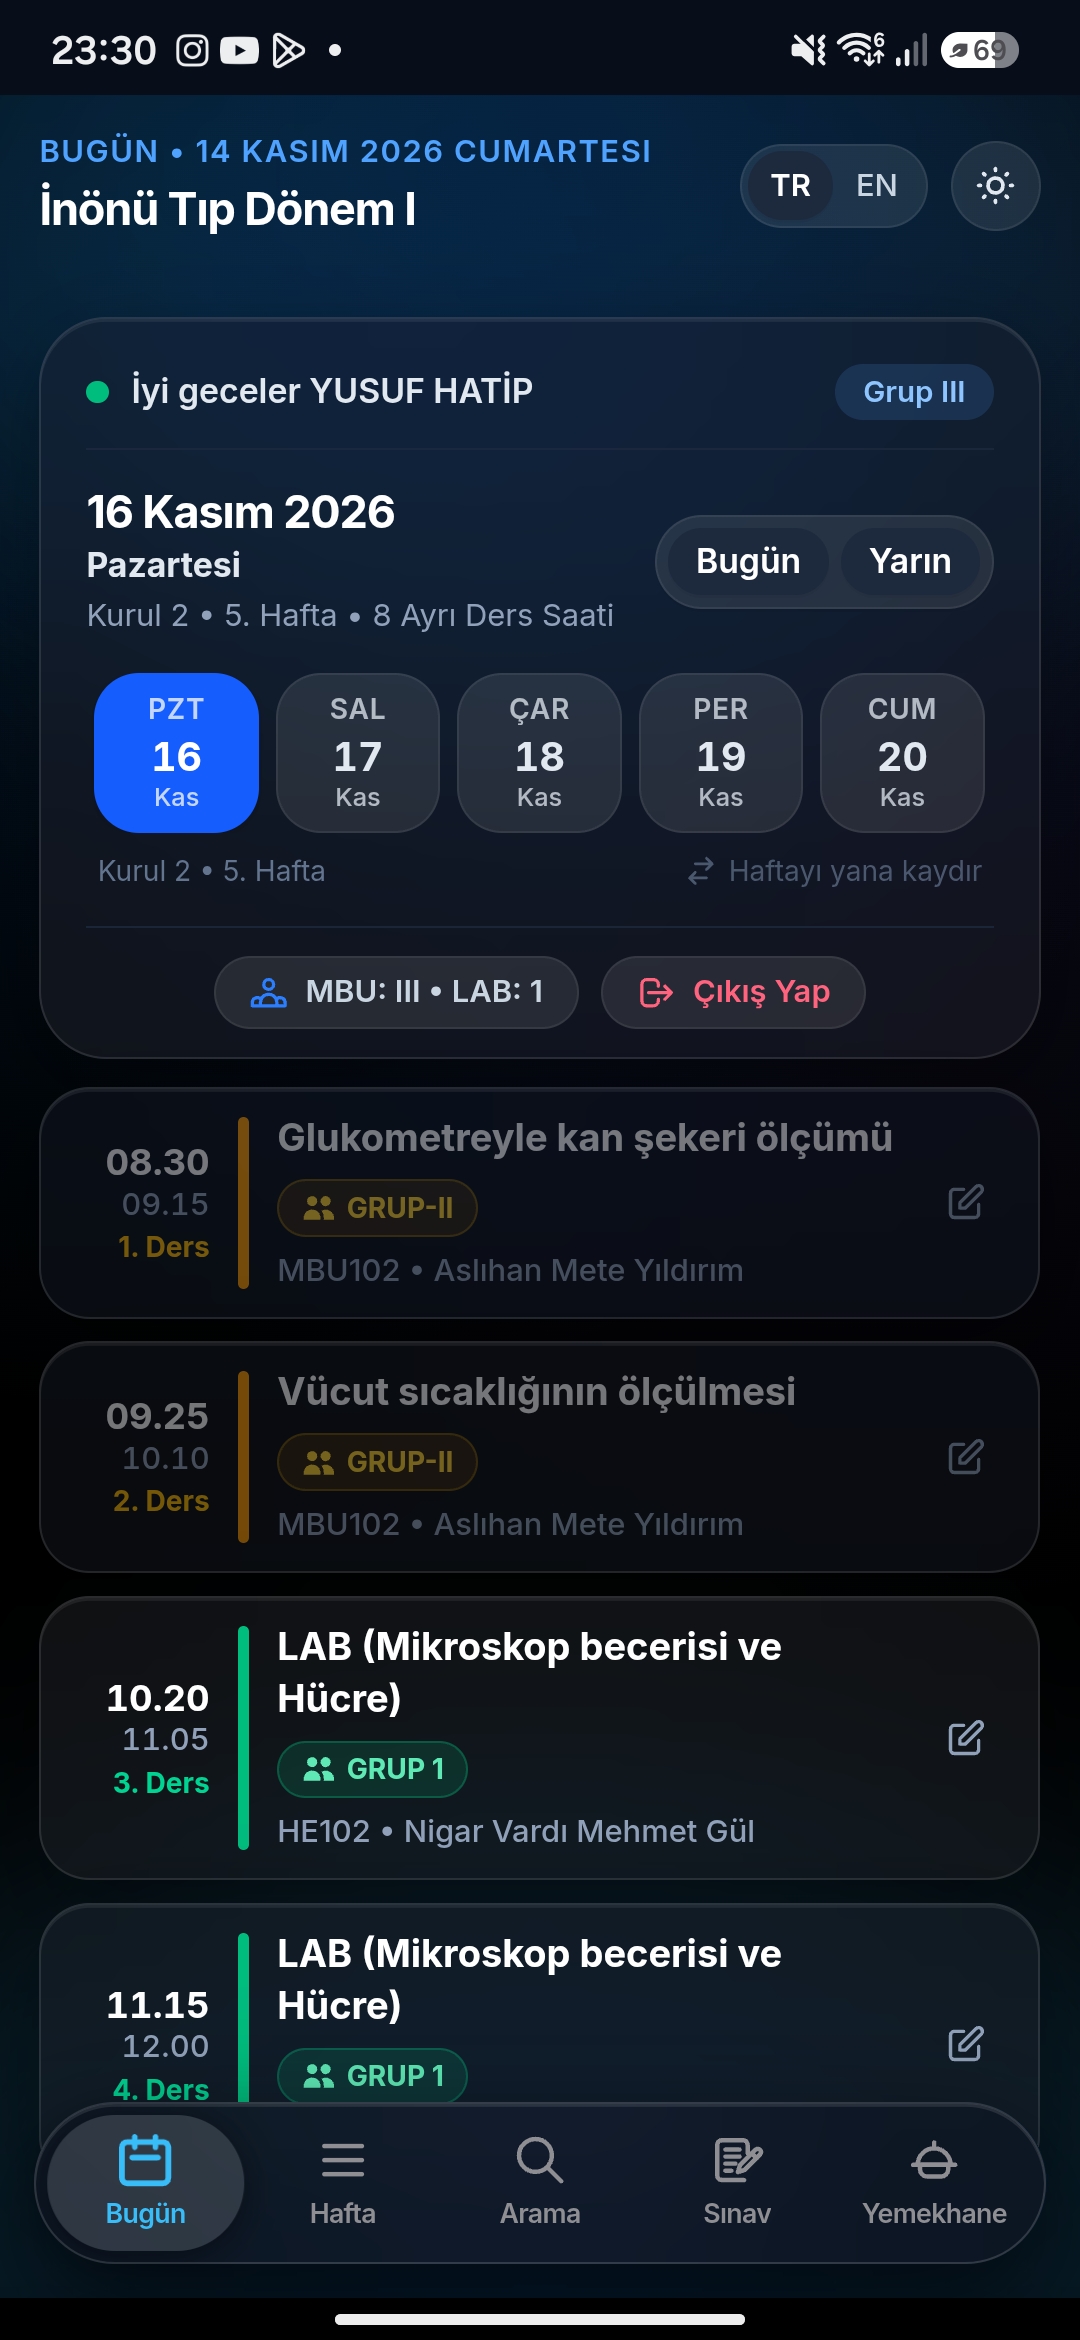 23:30
6
69
BUGÜN • 14 KASIM 2026 CUMARTESI
İnönü Tıp Dönem I
TR EN
İyi geceler YUSUF HATİP
Grup III
16 Kasım 2026
Pazartesi
Kurul 2 • 5. Hafta • 8 Ayrı Ders Saati
Bugün Yarın
PZT SAL ÇAR PER CUM
16 17 18 19 20
Kas Kas Kas Kas Kas
Kurul 2 • 5. Hafta
Haftayı yana kaydır
MBU: III • LAB: 1
Çıkış Yap
08.30
09.15
1. Ders
Glukometreyle kan şekeri ölçümü
GRUP-II
MBU102 • Aslıhan Mete Yıldırım
09.25
10.10
2. Ders
Vücut sıcaklığının ölçülmesi
GRUP-II
MBU102 • Aslıhan Mete Yıldırım
10.20
11.05
3. Ders
LAB (Mikroskop becerisi ve
Hücre)
GRUP 1
HE102 • Nigar Vardı Mehmet Gül
11.15
12.00
4. Ders
LAB (Mikroskop becerisi ve
Hücre)
GRUP 1
Bugün Hafta Arama Sınav Yemekhane